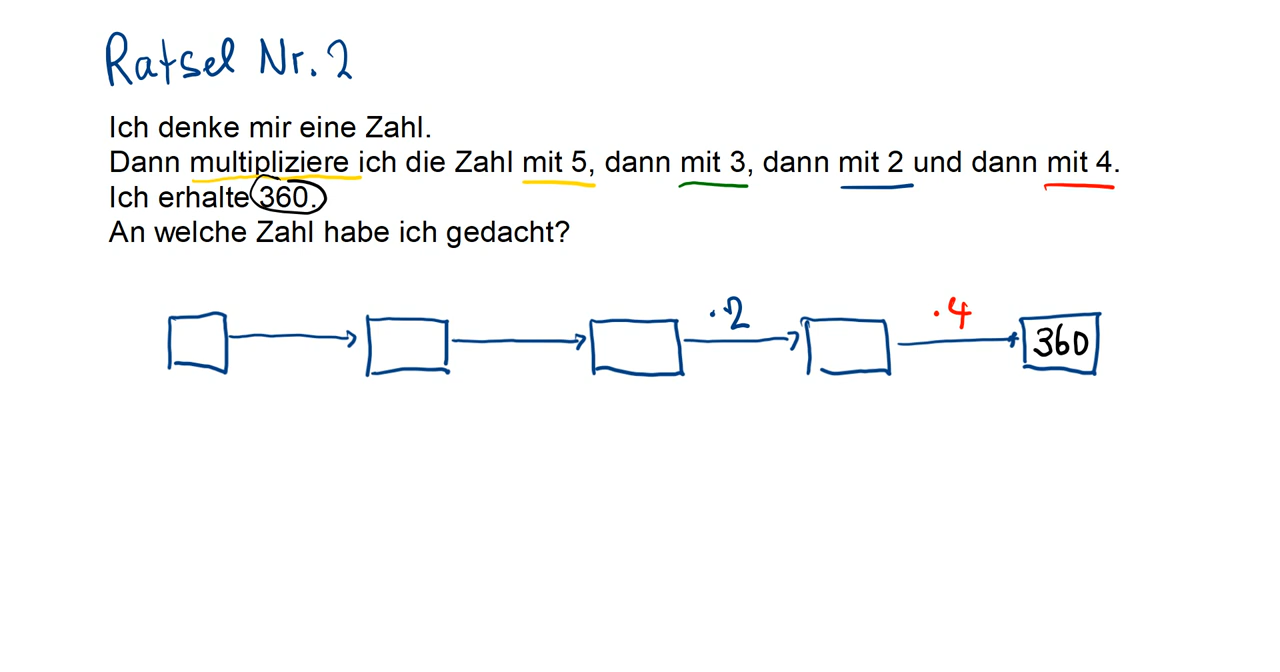 Ratsel Nr. 2
Ich denke mir eine Zahl.
Dann multipliziere ich die Zahl mit 5, dann mit 3, dann mit 2 und dann mit 4.
Ich erhalte 360.
An welche Zahl habe ich gedacht?
·2 ·4
360